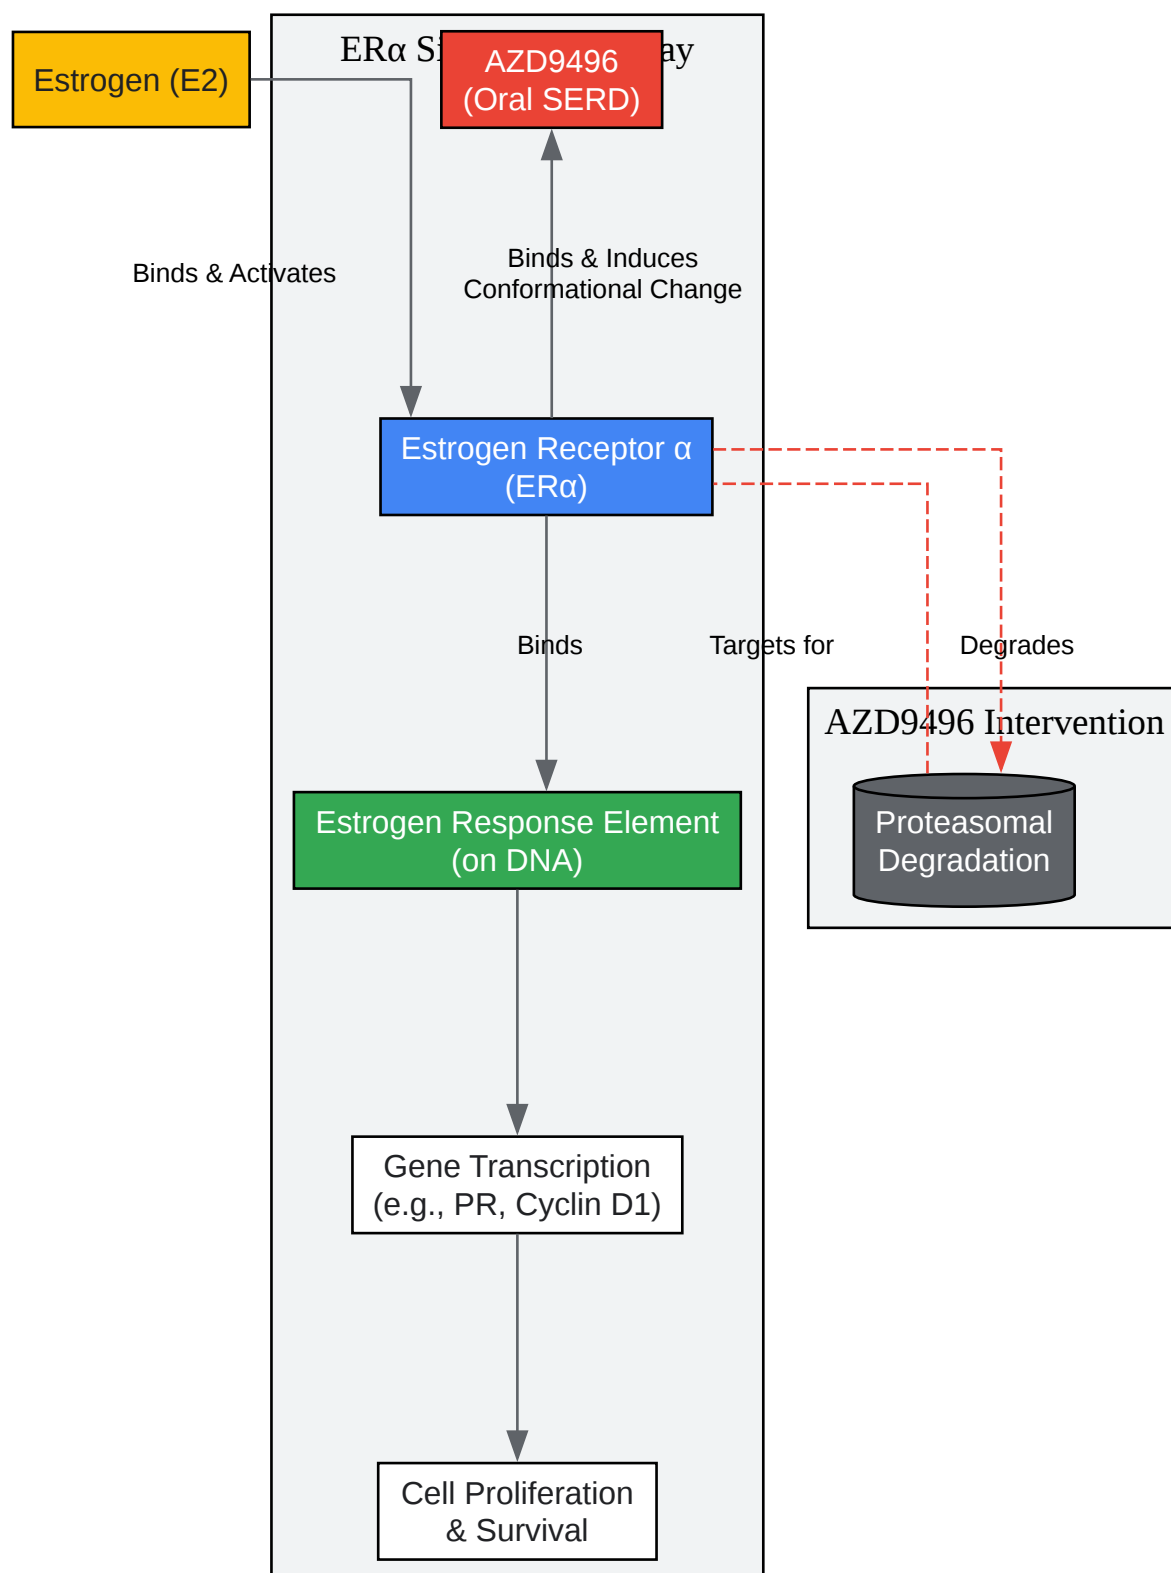 Estrogen (E2)
ERα Si
ay
AZD9496
(Oral SERD)
Binds & Activates
Binds & Induces
Conformational Change
Estrogen Receptor α
(ERα)
Binds
Targets for
Degrades
AZD9496 Intervention
Proteasomal
Degradation
Estrogen Response Element
(on DNA)
Gene Transcription
(e.g., PR, Cyclin D1)
Cell Proliferation
& Survival